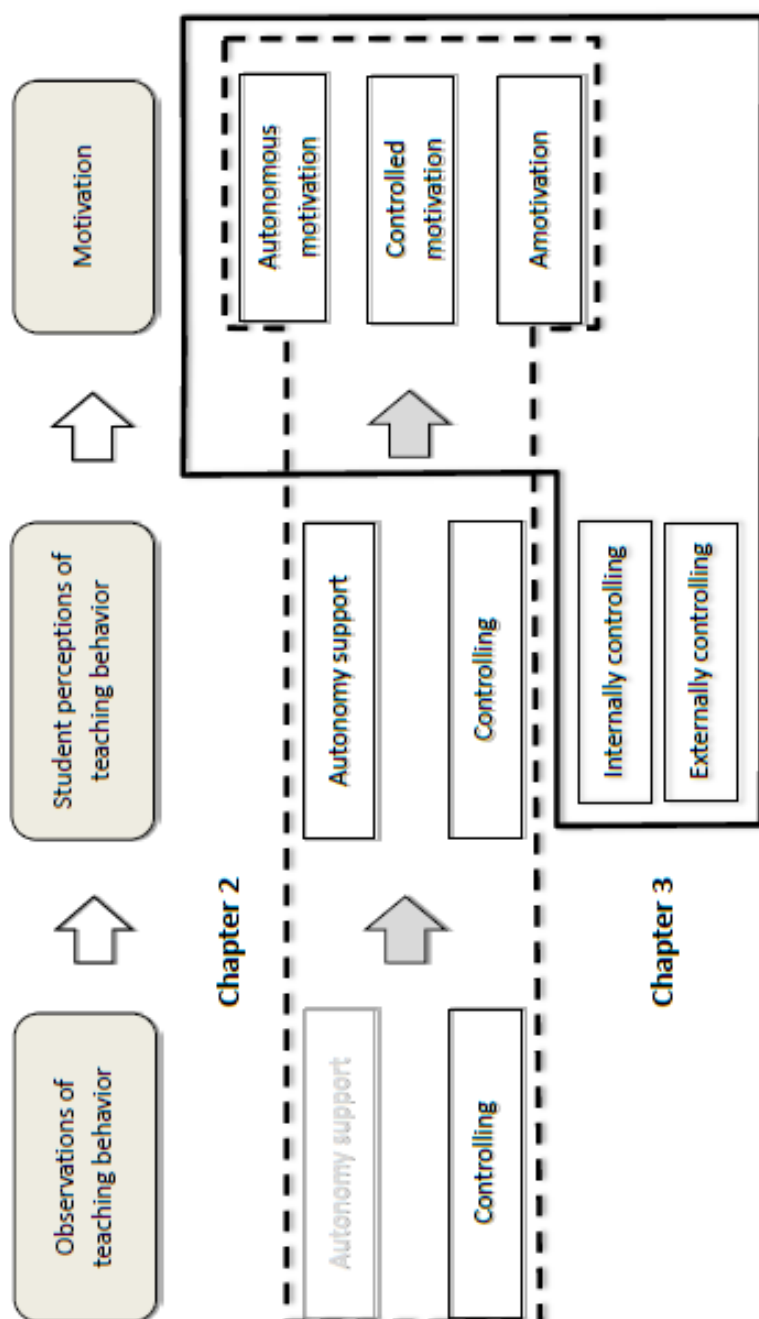 Observations of
teaching behavior
Student perceptions of
teaching behavior
Motivation
Chapter 2
Autonomy support
Autonomy support
Autonomous
motivation
Controlled
motivation
Controlling
Controlling
Amotivation
Chapter 3
Internally controlling
Externally controlling